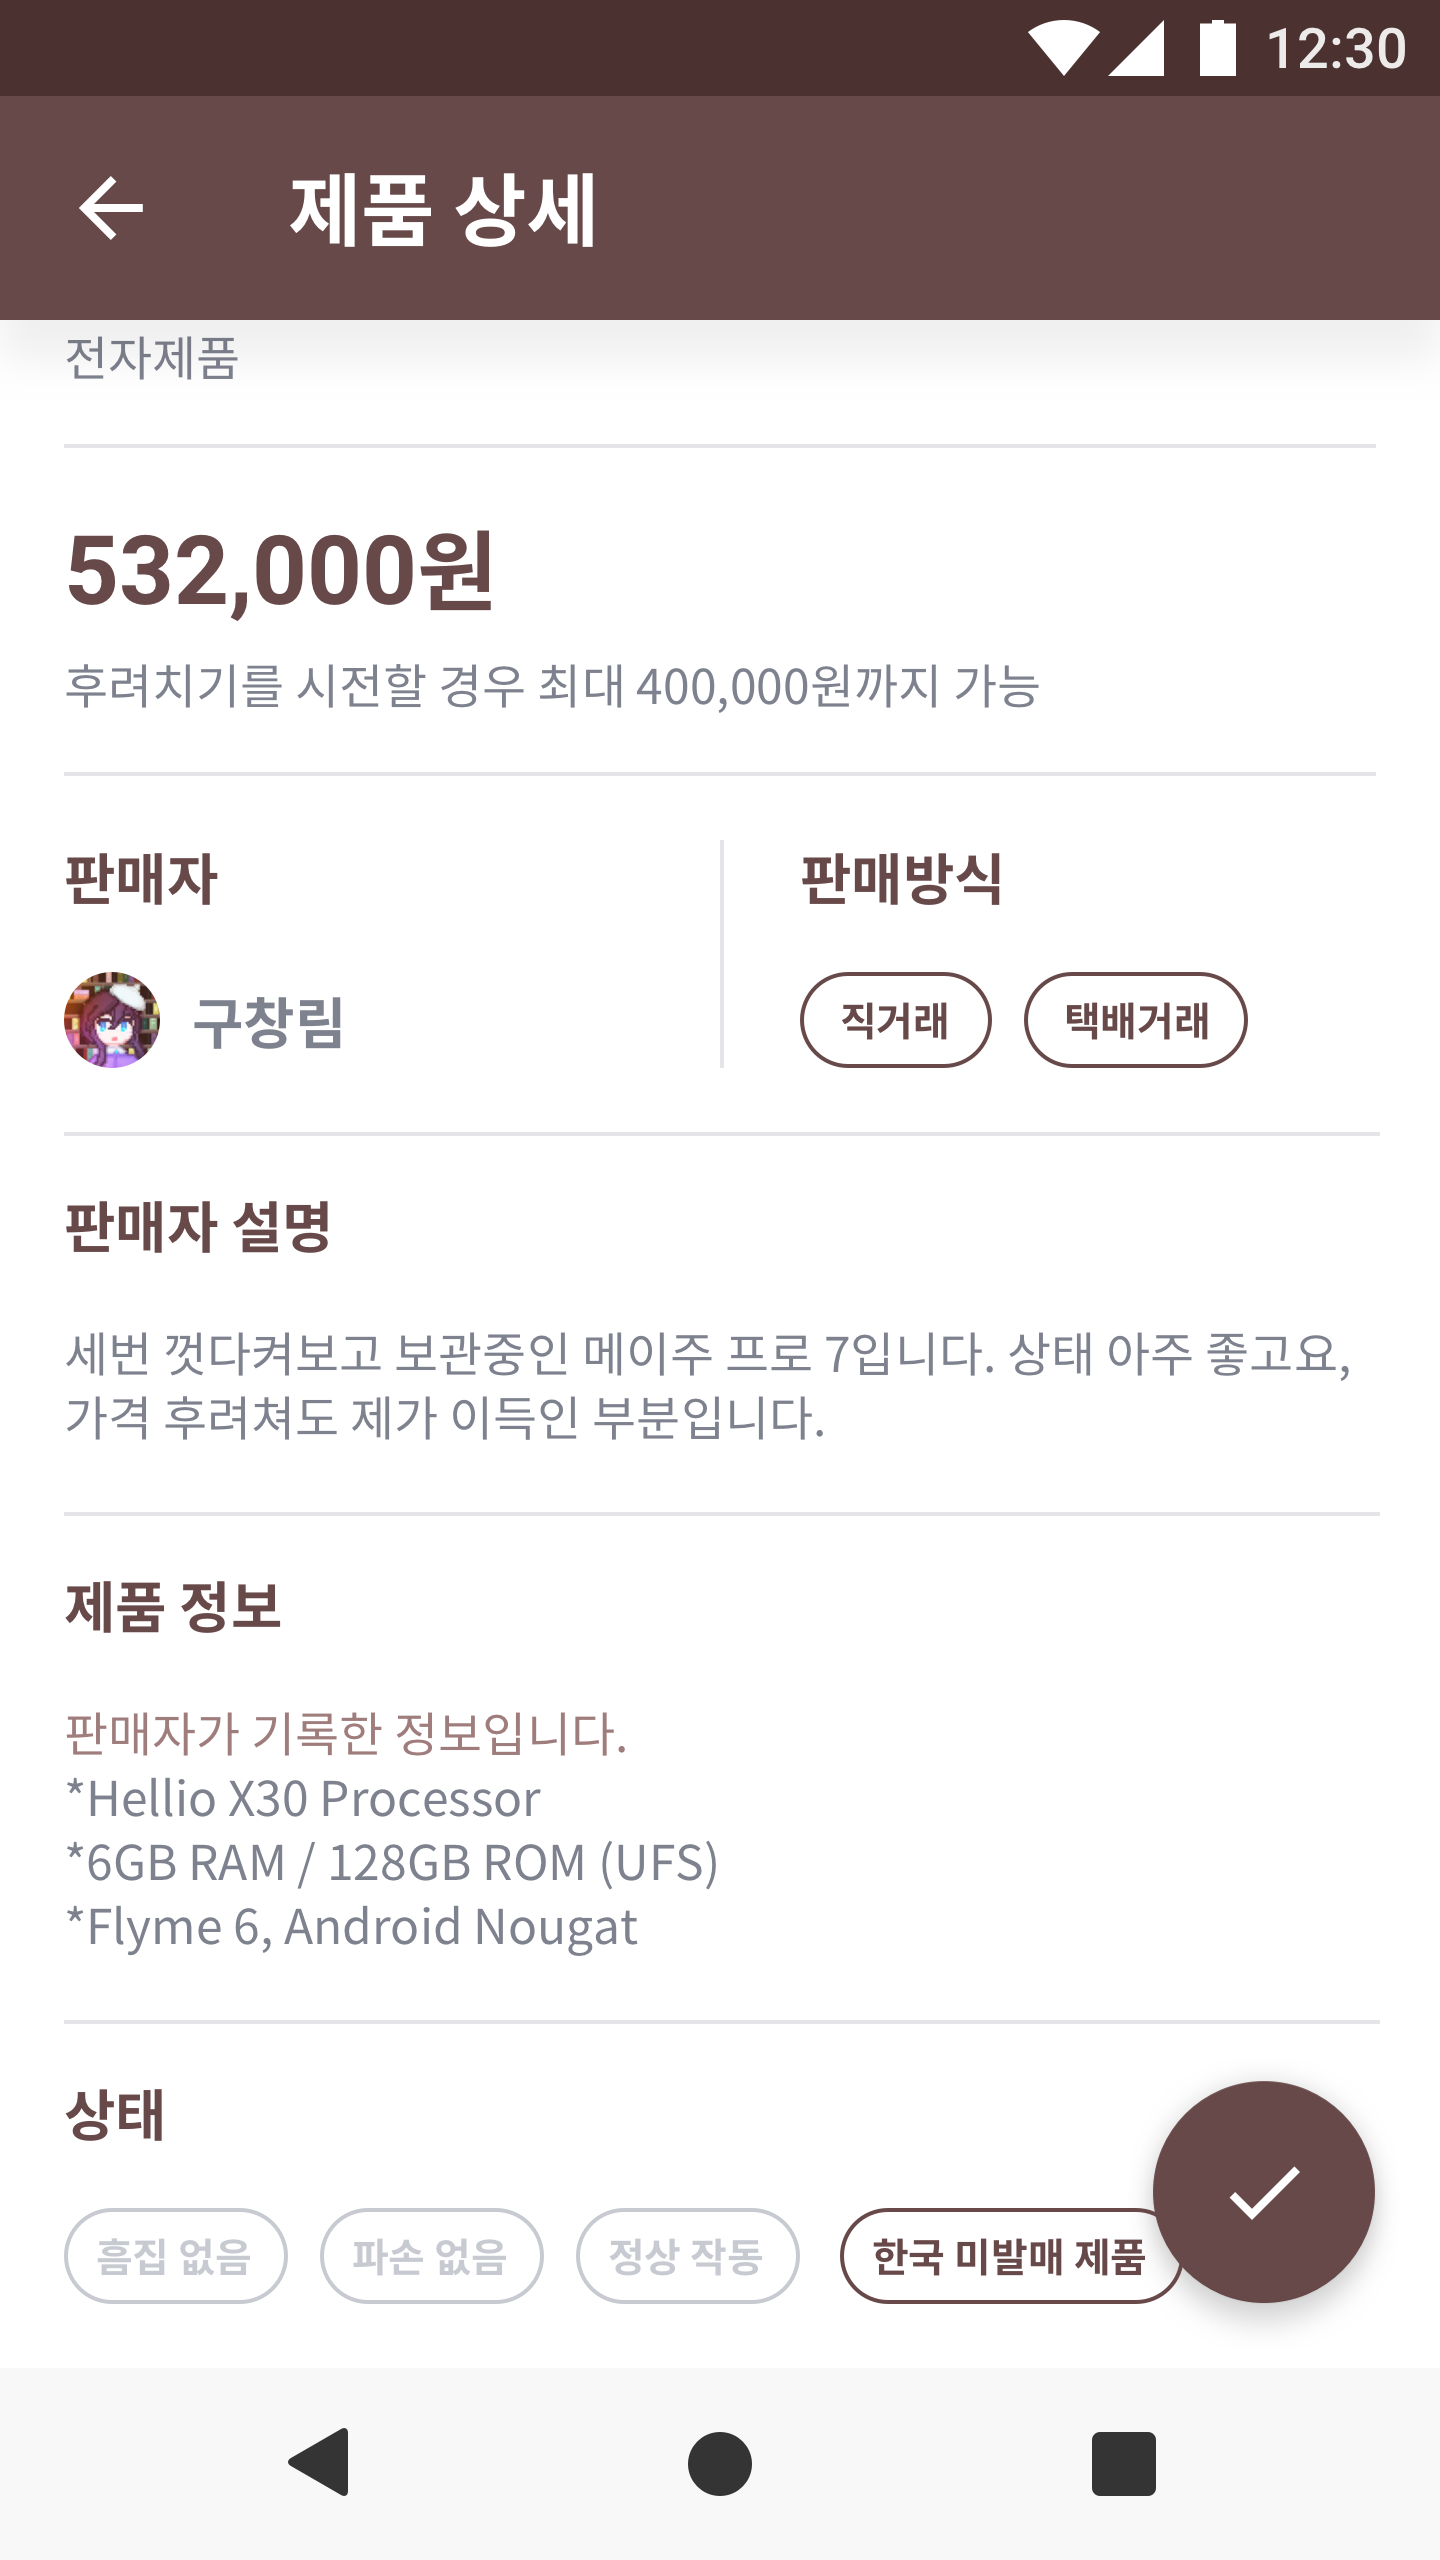 12:30
제품 상세
전자제품
532,000원
후려치기를 시전할 경우 최대 400,000원까지 가능
판매자
구창림
판매방식
직거래
택배거래
판매자 설명
세번 껏다켜보고 보관중인 메이주 프로 7입니다. 상태 아주 좋고요,
가격 후려쳐도 제가 이득인 부분입니다.
제품 정보
판매자가 기록한 정보입니다.
*Hellio X30 Processor
*6GB RAM / 128GB ROM (UFS)
*Flyme 6, Android Nougat
상태
흠집 없음
파손 없음
정상 작동
한국 미발매 제품